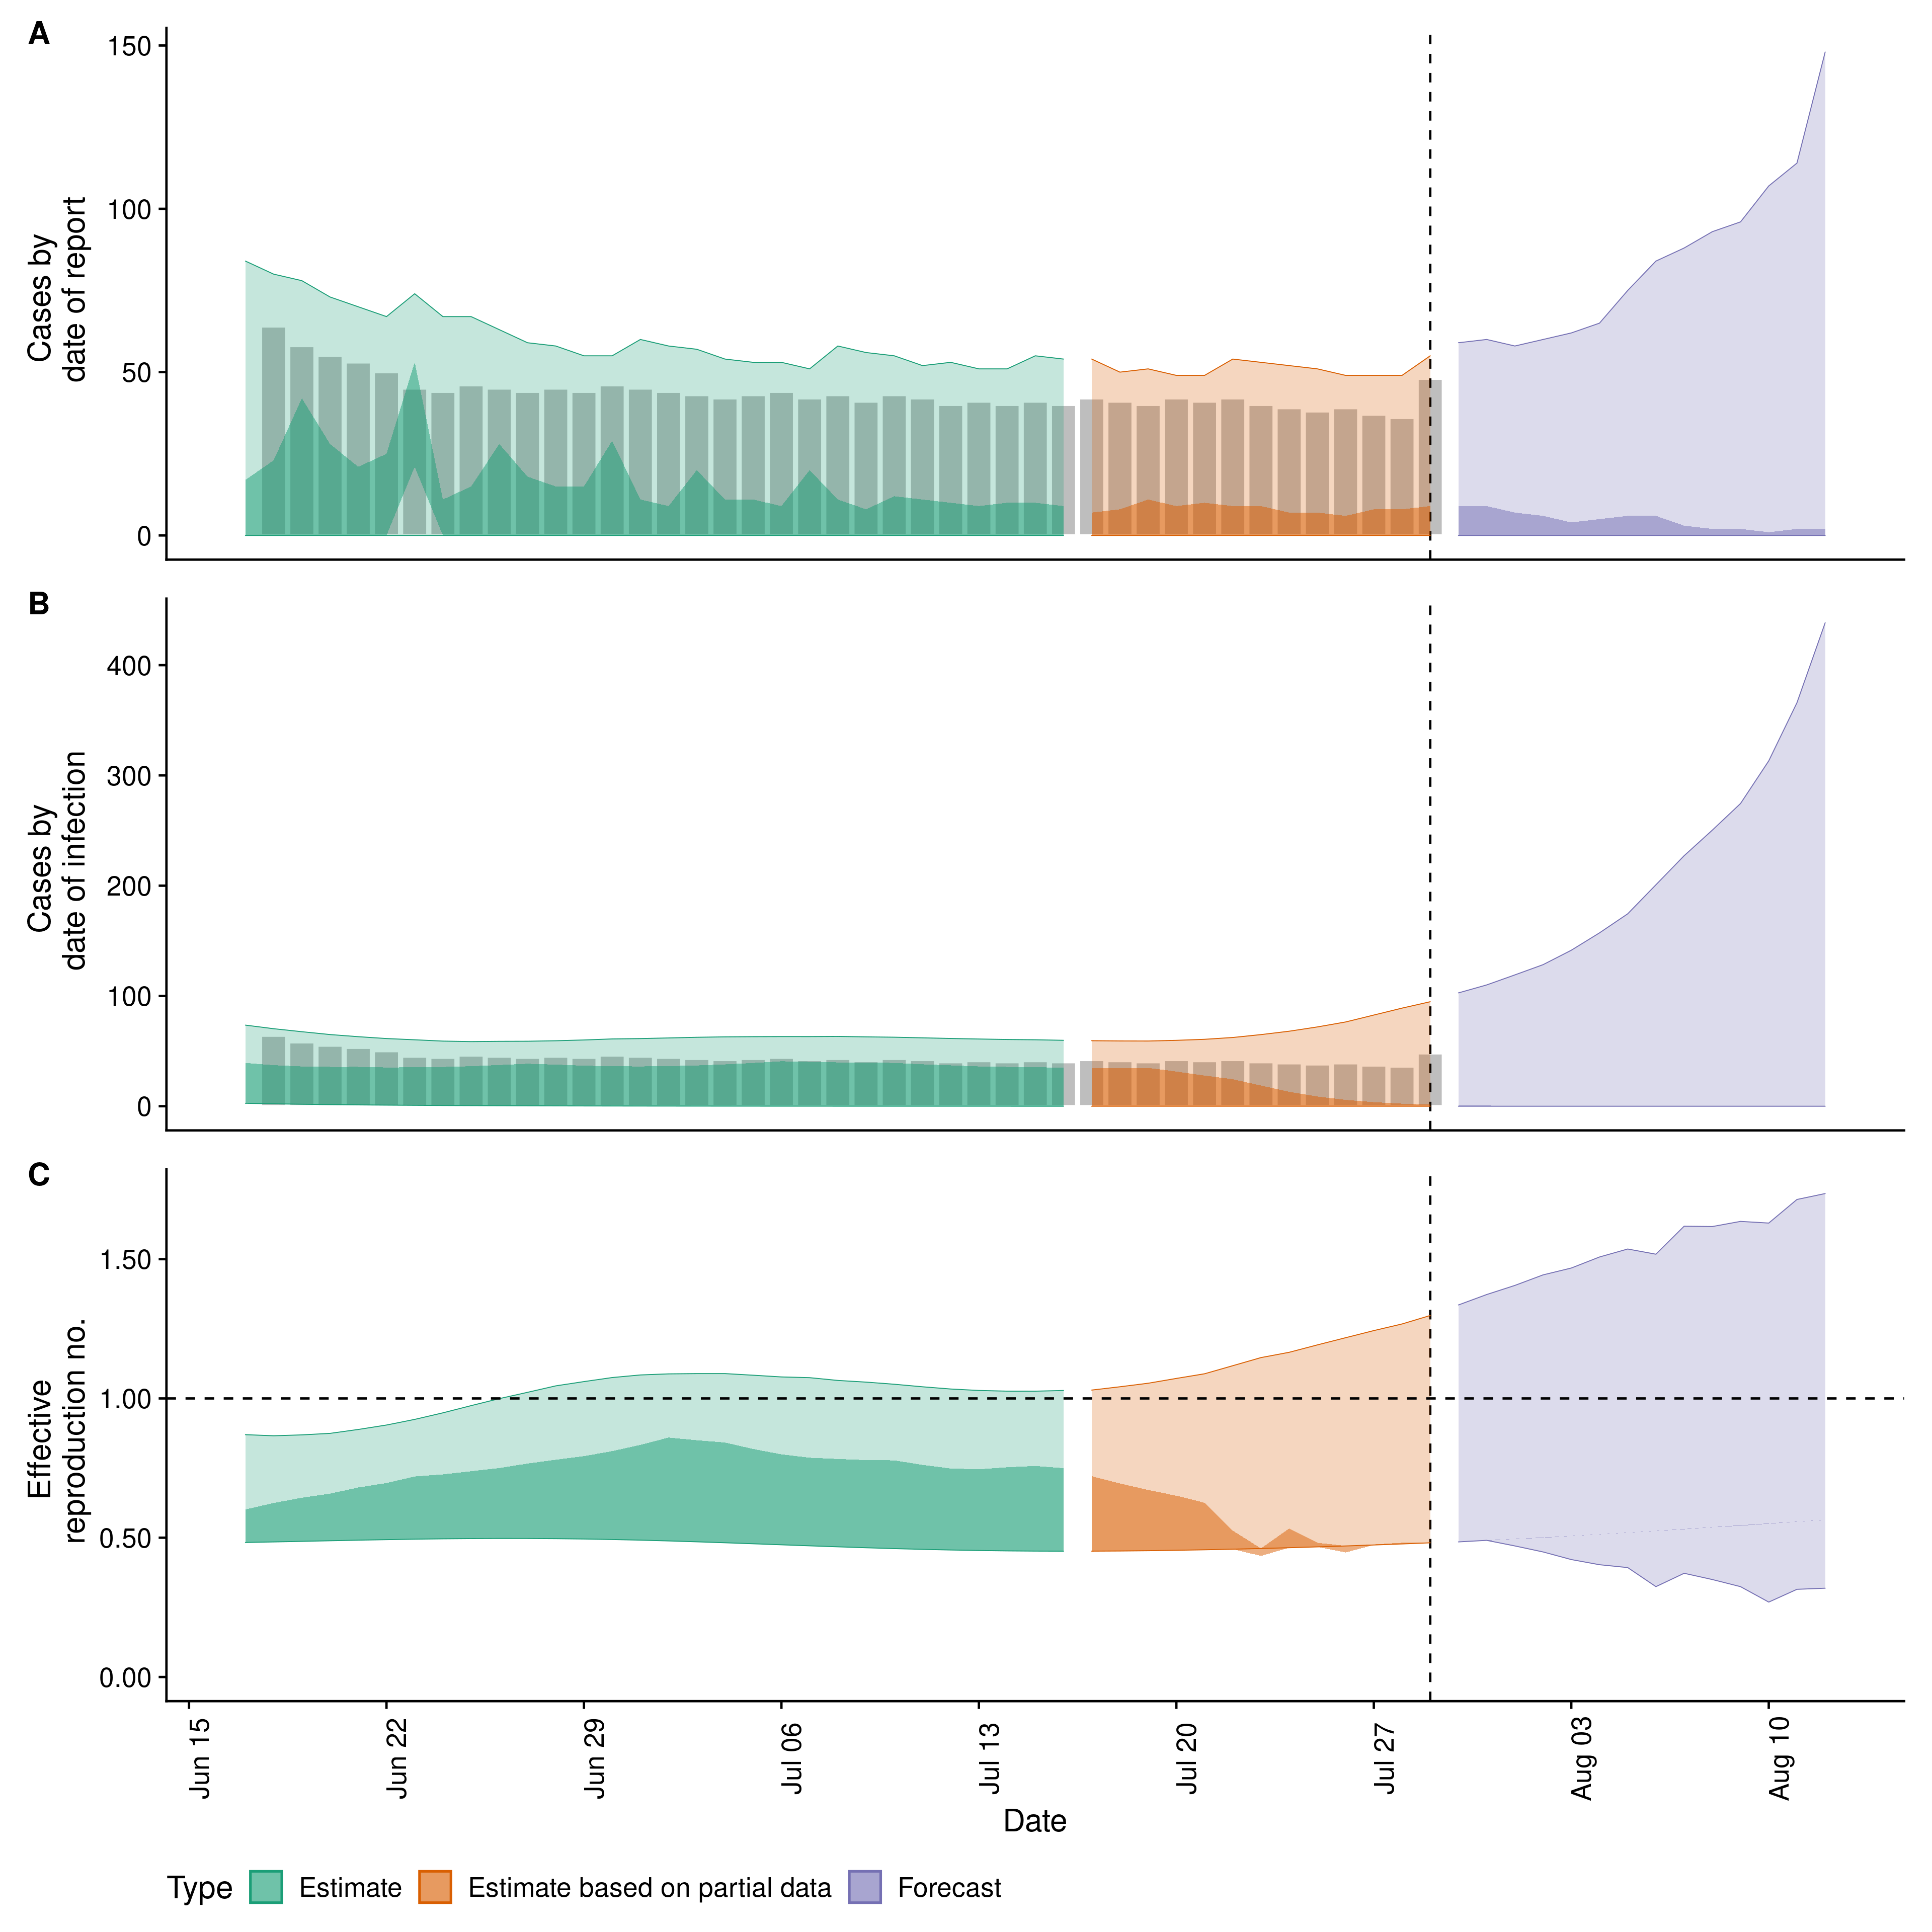 A
150
100
50
0
Cases by
date of report
B
400
300
200
100
0
Cases by
date of infection
C
1.50
1.00
0.50
0.00
Effective
reproduction no.
Jun 15
Jun 22
Jun 29
Jul 06
Jul 13
Jul 20
Jul 27
Aug 03
Aug 10
Date
Type Estimate Estimate based on partial data Forecast